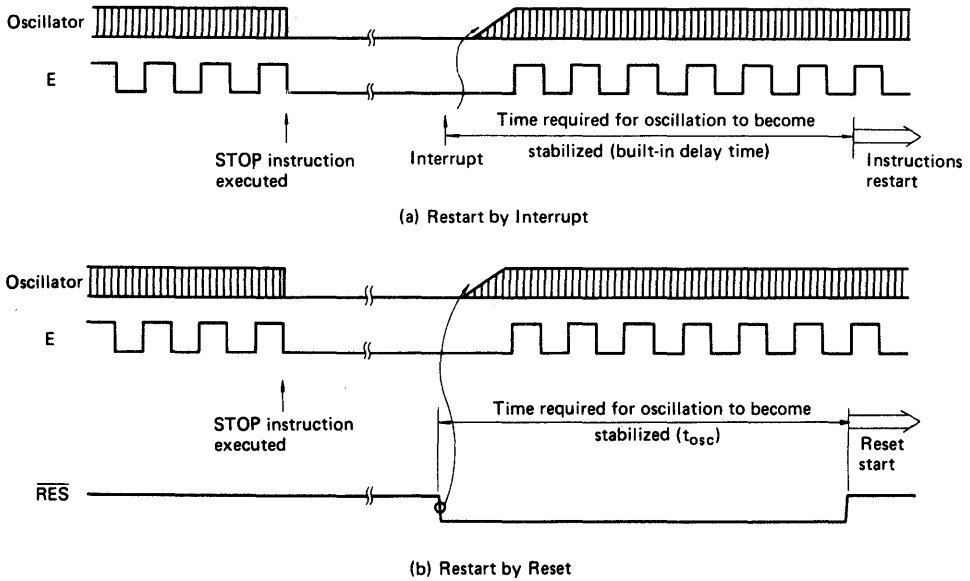 Oscillator
E
STOP instruction
executed
Interrupt
Time required for oscillation to become
stabilized (built-in delay time)
Instructions
restart
(a) Restart by Interrupt
Oscillator
E
STOP instruction
executed
Time required for oscillation to become
stabilized (tosc)
Reset
start
RES
(b) Restart by Reset